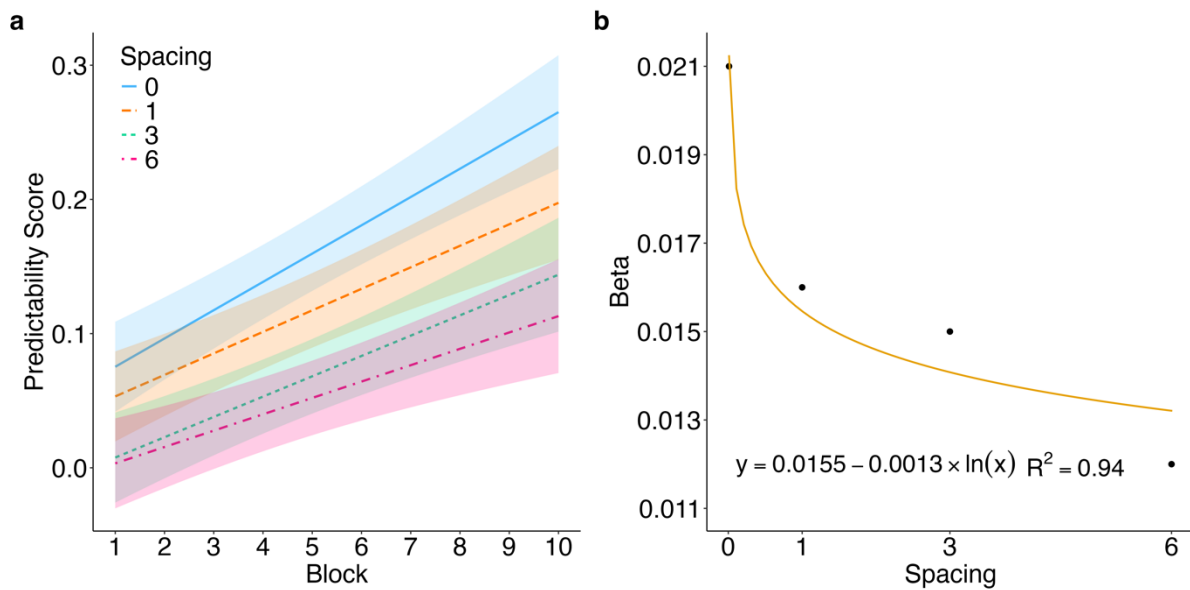 a
Spacing
0
1
3
6
Predictability Score
0.3
0.2
0.1
0.0
1 2 3 4 5 6 7 8 9 10
Block
b
Beta
0.021
0.019
0.017
0.015
0.013
0.011
y = 0.0155 − 0.0013 × ln(x) R² = 0.94
0 1 3 6
Spacing